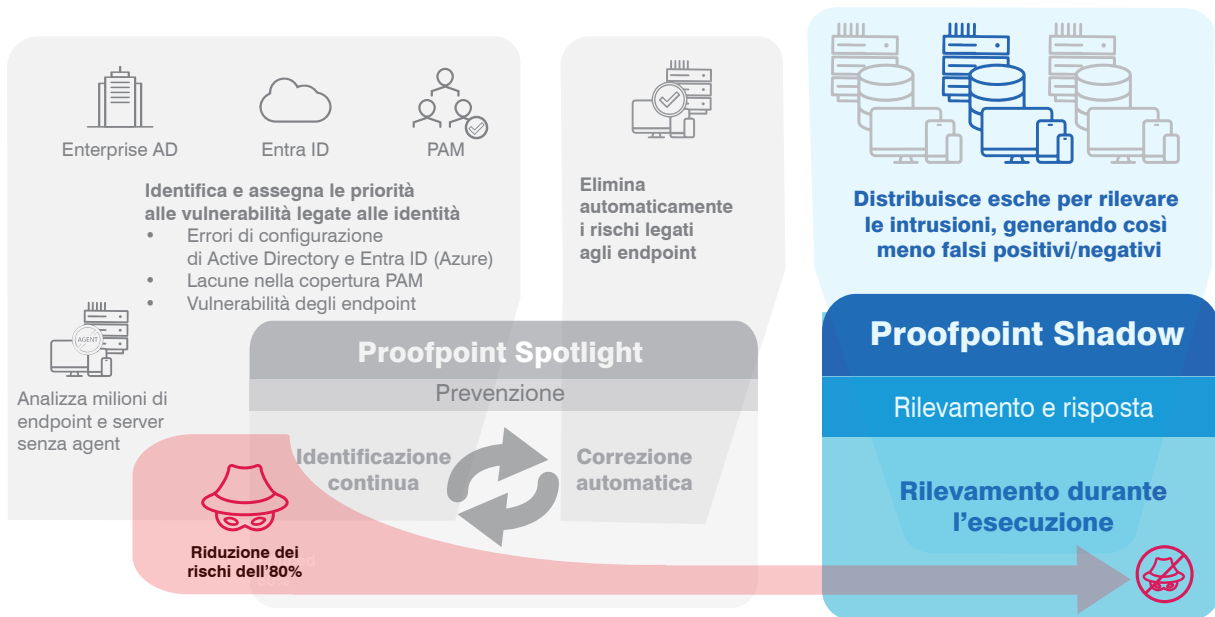 Enterprise AD
Entra ID
PAM
Identifica e assegna le priorità
alle vulnerabilità legate alle identità
• Errori di configurazione
di Active Directory e Entra ID (Azure)
• Lacune nella copertura PAM
• Vulnerabilità degli endpoint
AGENT
Analizza milioni di
endpoint e server
senza agent
Elimina
automaticamente
i rischi legati
agli endpoint
Distribuisce esche per rilevare
le intrusioni, generando così
meno falsi positivi/negativi
Proofpoint Spotlight
Prevenzione
Identificazione
continua
Correzione
automatica
Riduzione dei
rischi dell'80%
Proofpoint Shadow
Rilevamento e risposta
Rilevamento durante
l'esecuzione